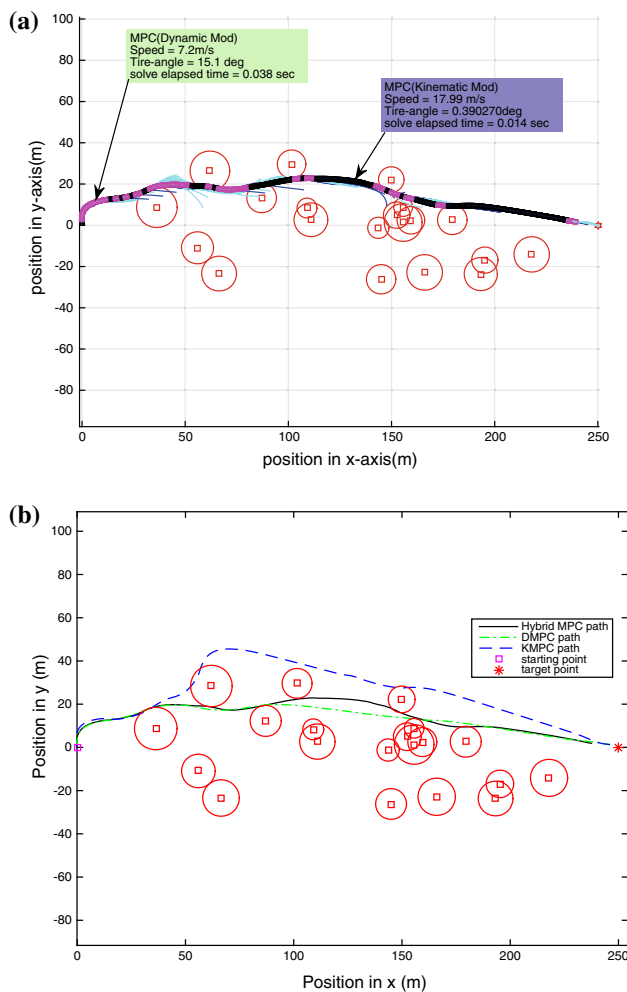 (a)
100
80
60
40
20
0
-20
-40
-60
-80
position in y-axis(m)
MPC(Dynamic Mod)
Speed = 7.2m/s
Tire-angle = 15.1 deg
solve elapsed time = 0.038 sec
MPC(Kinematic Mod)
Speed = 17.99 m/s
Tire-angle = 0.390270deg
solve elapsed time = 0.014 sec
0 50 100 150 200 250
position in x-axis(m)
(b)
100
80
60
40
20
0
-20
-40
-60
-80
Position in y (m)
Hybrid MPC path
DMPC path
KMPC path
starting point
target point
0 50 100 150 200 250
Position in x (m)